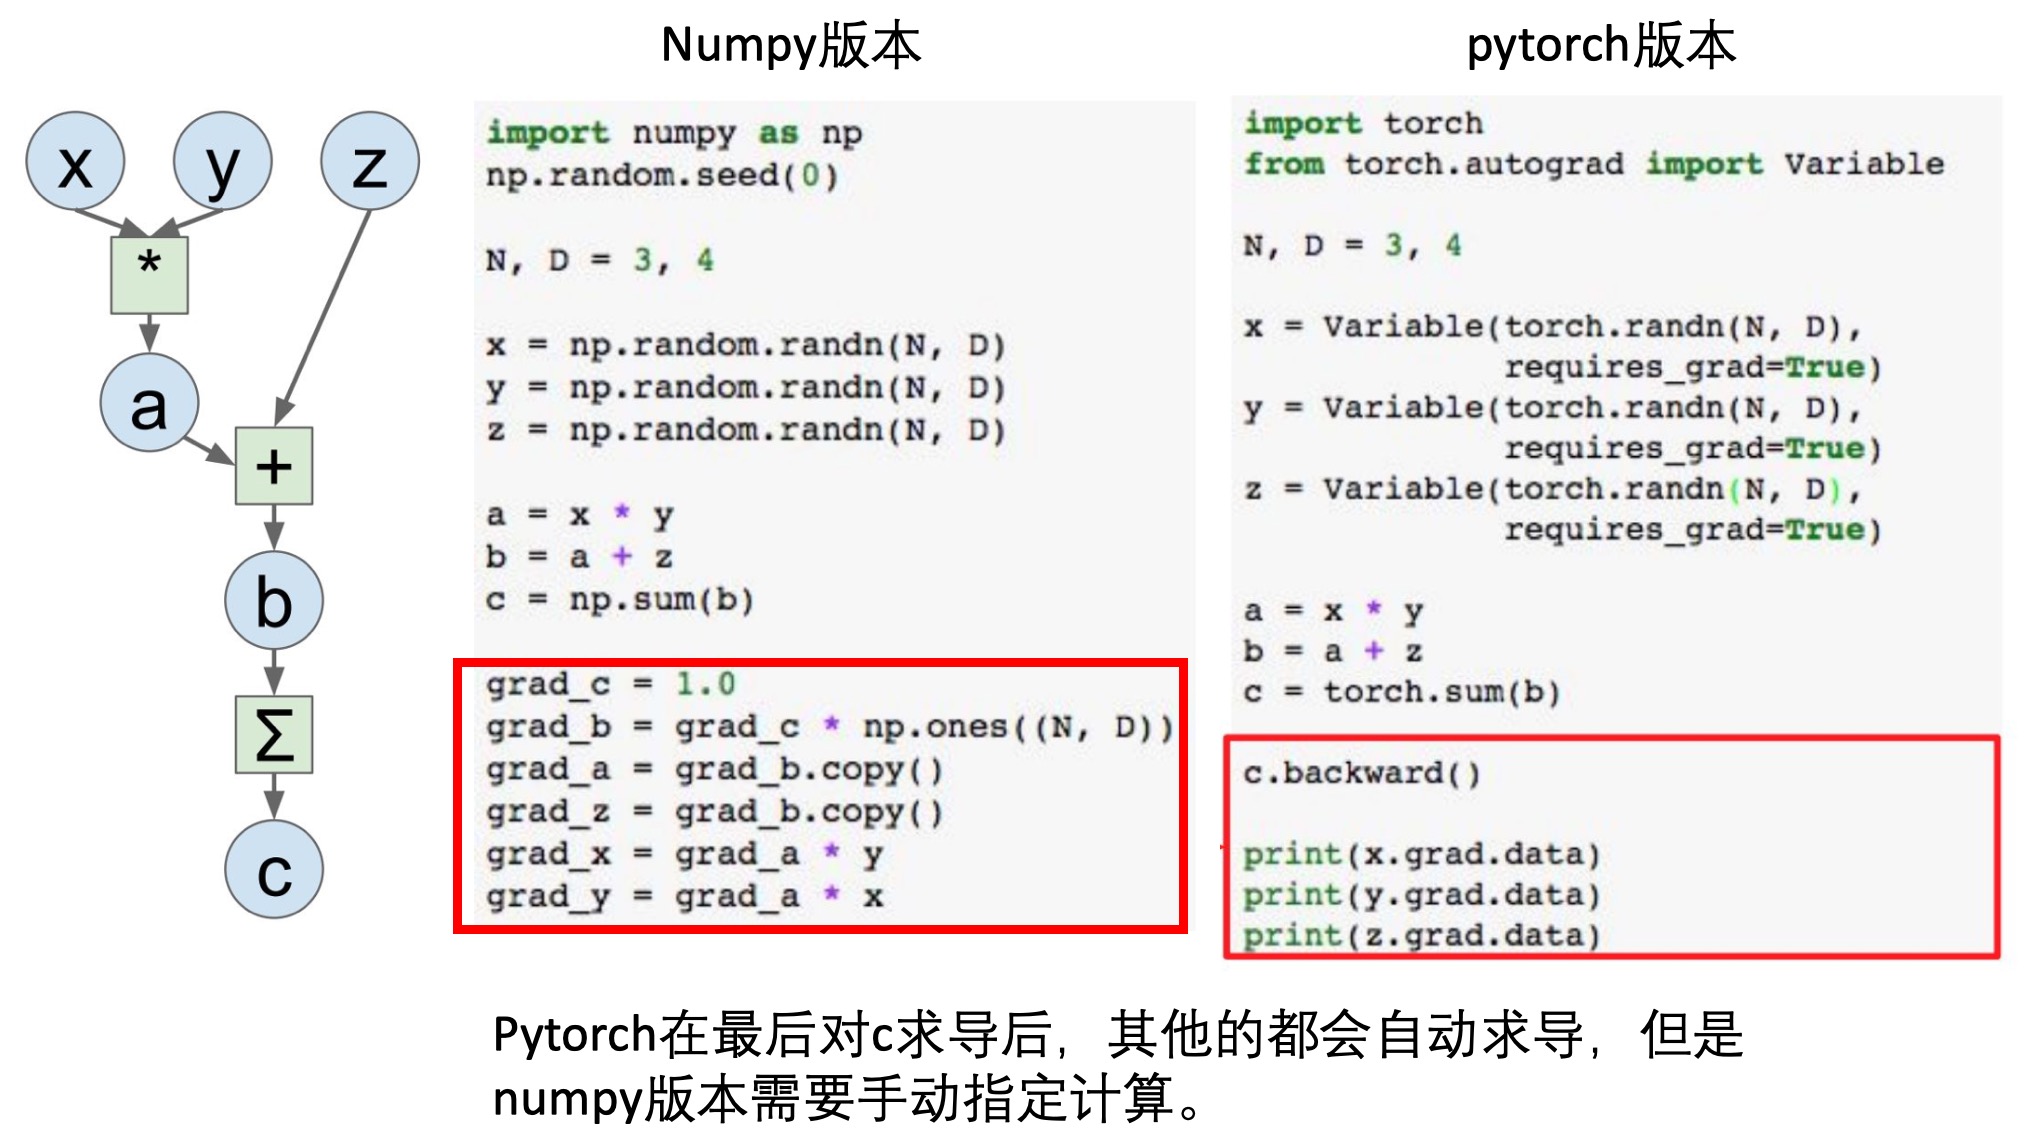 Numpy版本
pytorch版本
x
y
z
*
a
+
b
Σ
c
import numpy as np
np.random.seed(0)
N, D = 3, 4
x = np.random.randn(N, D)
y = np.random.randn(N, D)
z = np.random.randn(N, D)
a = x * y
b = a + z
c = np.sum(b)
grad_c = 1.0
grad_b = grad_c * np.ones((N, D))
grad_a = grad_b.copy()
grad_z = grad_b.copy()
grad_x = grad_a * y
grad_y = grad_a * x
import torch
from torch.autograd import Variable
N, D = 3, 4
x = Variable(torch.randn(N, D),
requires_grad=True)
y = Variable(torch.randn(N, D),
requires_grad=True)
z = Variable(torch.randn(N, D),
requires_grad=True)
a = x * y
b = a + z
c = torch.sum(b)
c.backward()
print(x.grad.data)
print(y.grad.data)
print(z.grad.data)
Pytorch在最后对c求导后，其他的都会自动求导，但是
numpy版本需要手动指定计算。